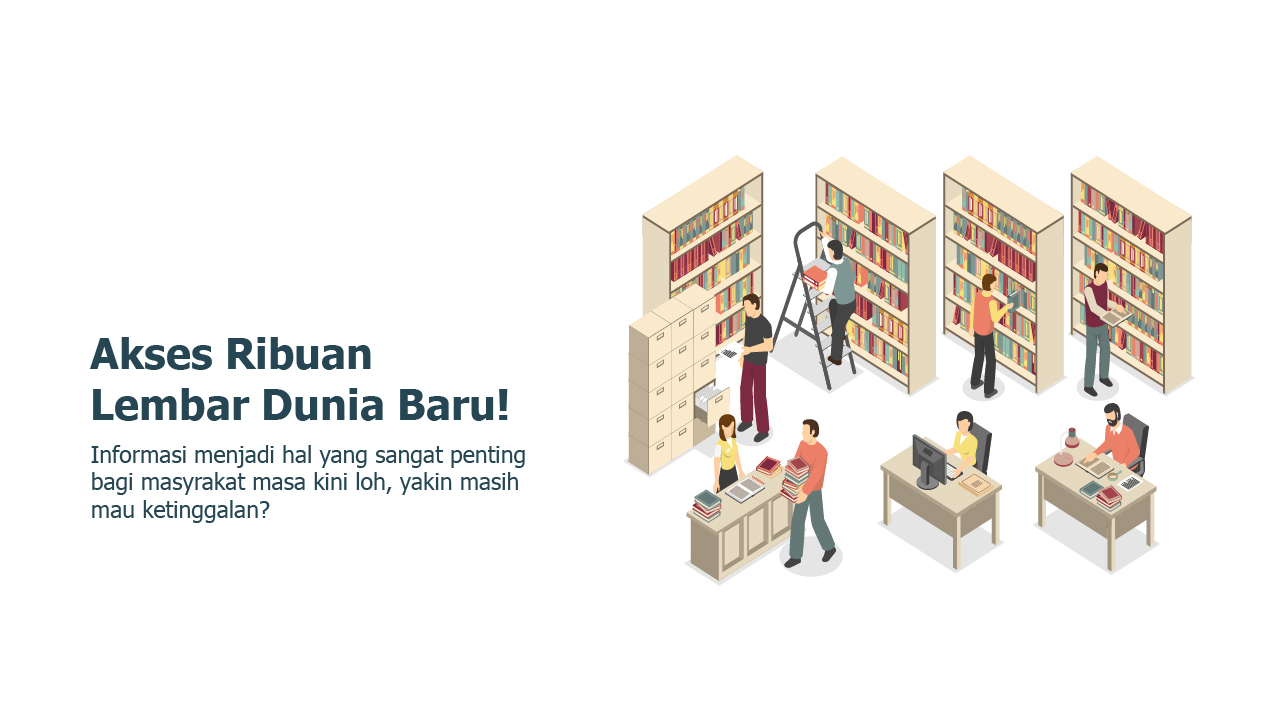 Akses Ribuan
Lembar Dunia Baru!
Informasi menjadi hal yang sangat penting
bagi masyrakat masa kini loh, yakin masih
mau ketinggalan?